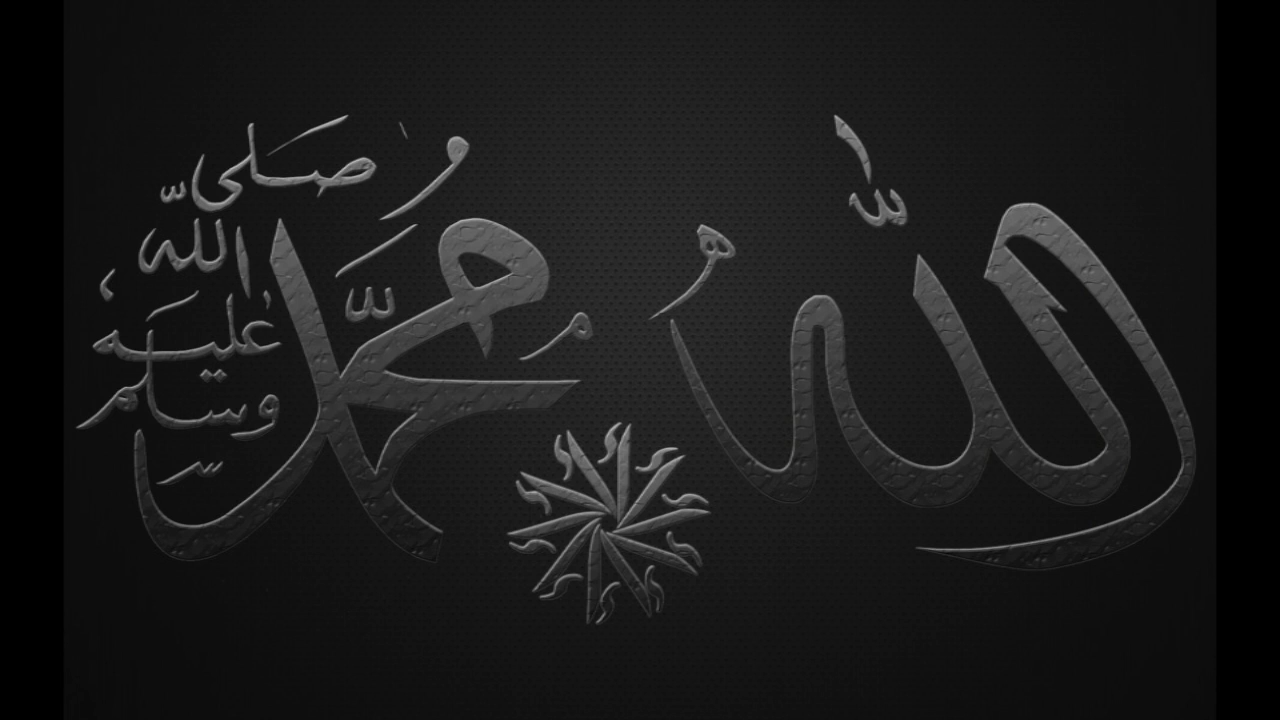 الله
محمد
صلى
الله
عليه
وسلم